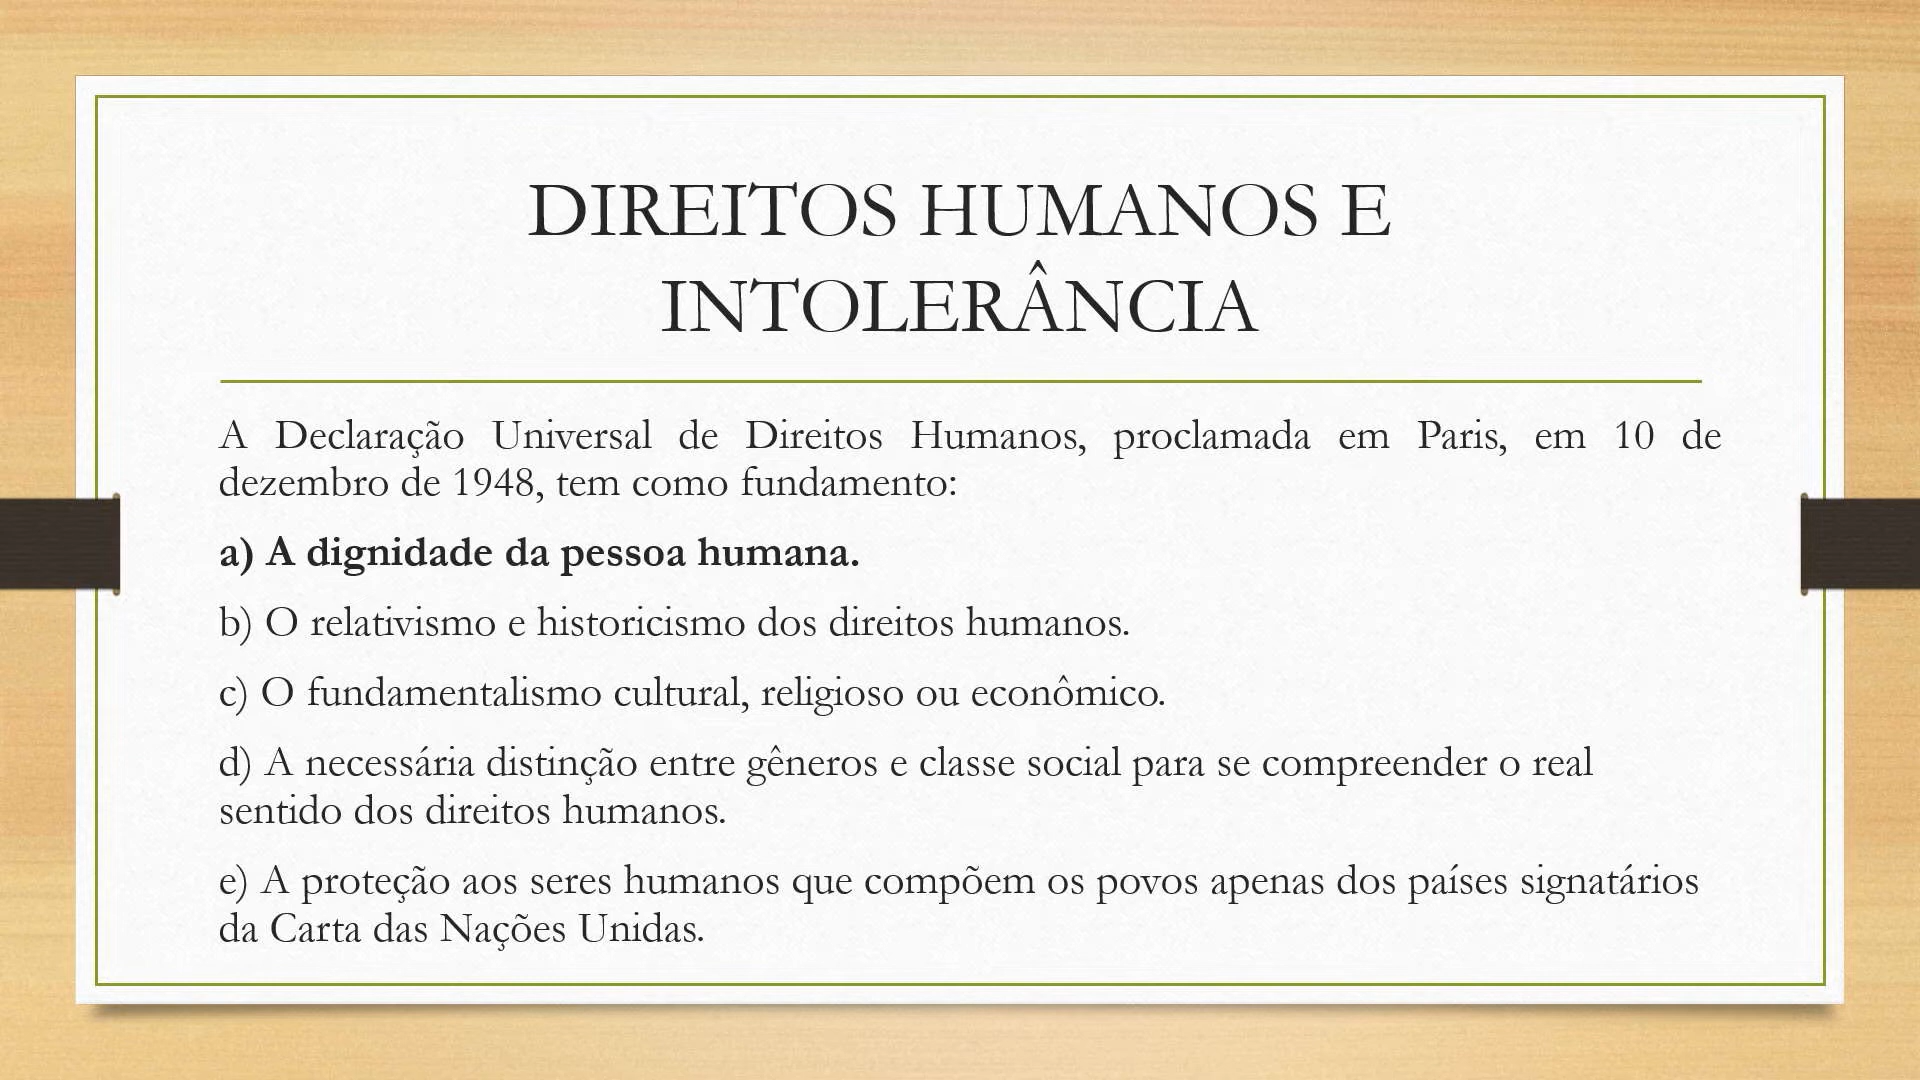 DIREITOS HUMANOS E
INTOLERÂNCIA
A Declaração Universal de Direitos Humanos, proclamada em Paris, em 10 de
dezembro de 1948, tem como fundamento:
a) A dignidade da pessoa humana.
b) O relativismo e historicismo dos direitos humanos.
c) O fundamentalismo cultural, religioso ou econômico.
d) A necessária distinção entre gêneros e classe social para se compreender o real
sentido dos direitos humanos.
e) A proteção aos seres humanos que compõem os povos apenas dos países signatários
da Carta das Nações Unidas.